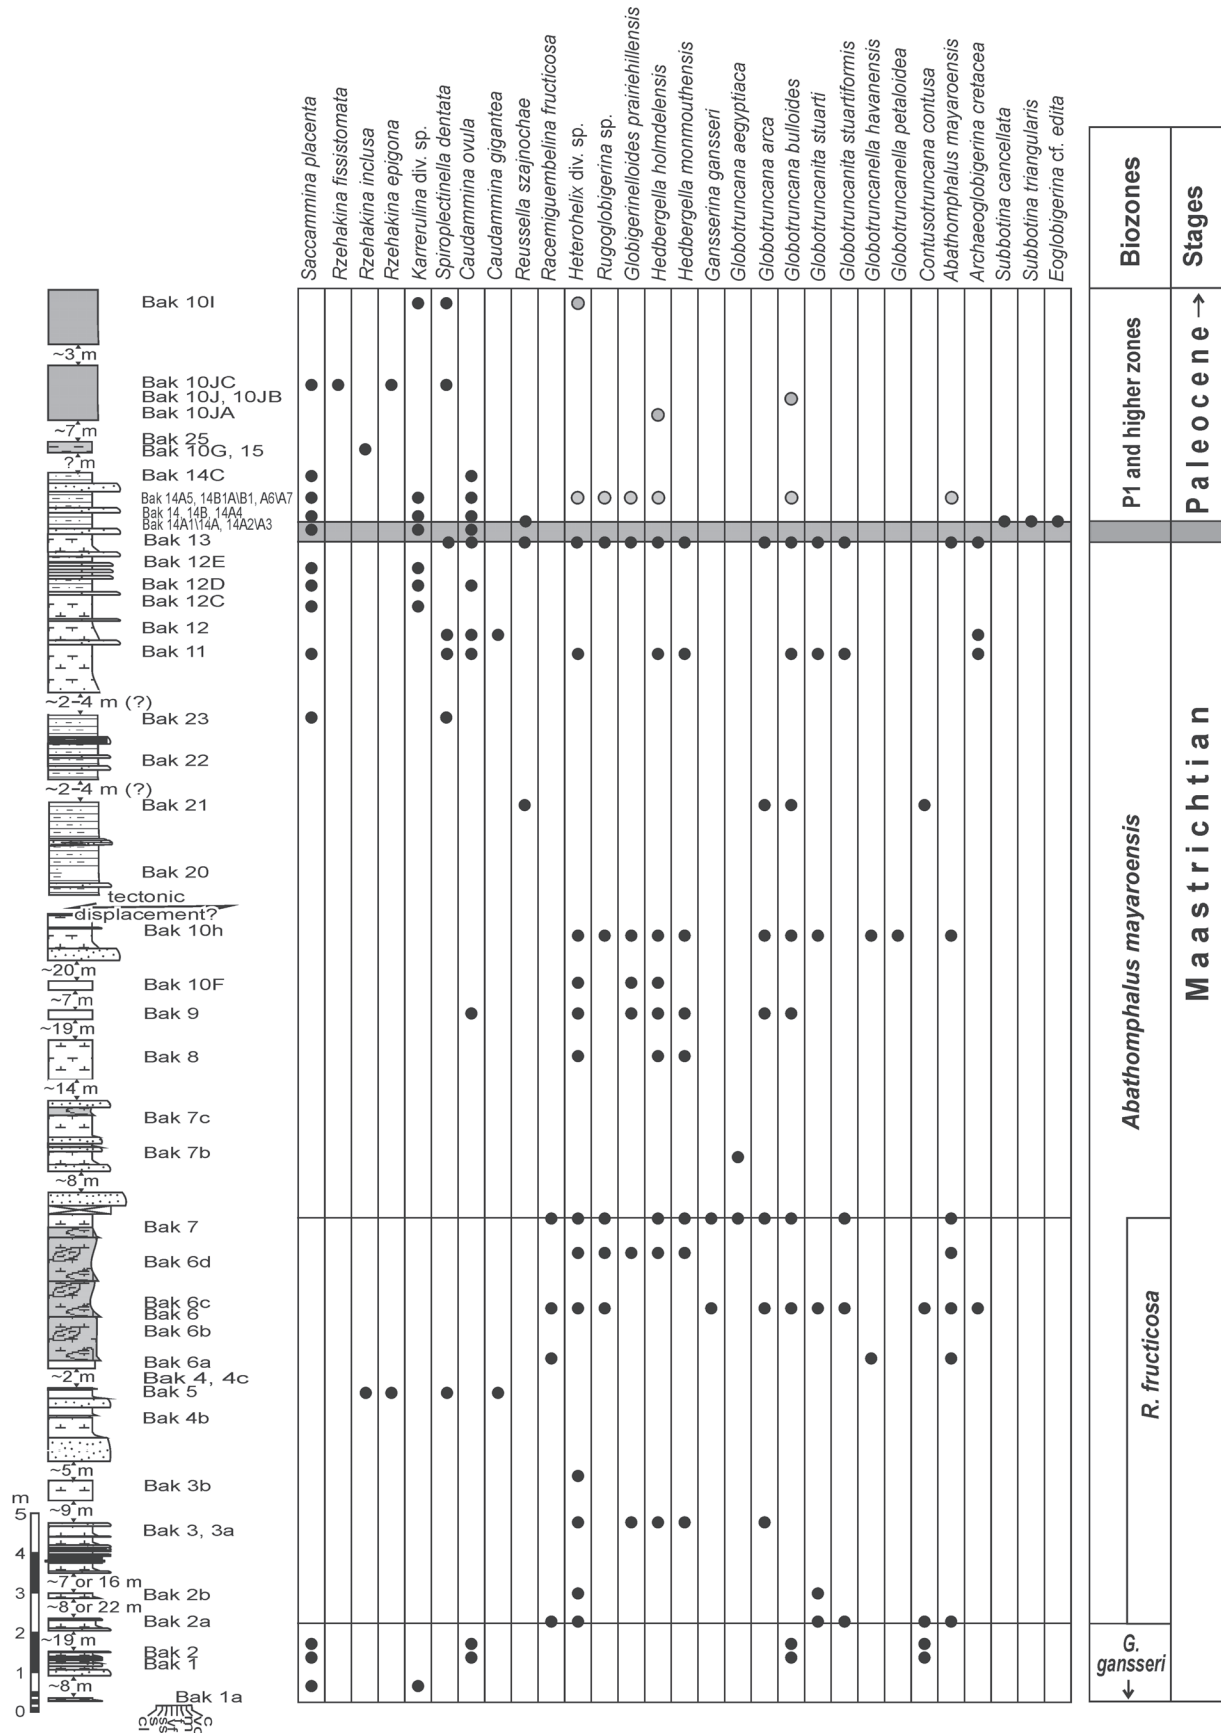 Saccammina placenta
Rzehakina fissistomata
Rzehakina inclusa
Rzehakina epigona
Karrerulina div. sp.
Spiroplectinella dentata
Caudammina ovula
Caudammina gigantea
Reussella szajnochae
Racemiguembelina fructicosa
Heterohelix div. sp.
Rugoglobigerina sp.
Globigerinelloides prairiehillensis
Hedbergella holmdelensis
Hedbergella monmouthensis
Gansserina gansseri
Globotruncana aegyptiaca
Globotruncana arca
Globotruncana bulloides
Globotruncanita stuarti
Globotruncanita stuartiformis
Globotruncanella havanensis
Globotruncanella petaloidea
Contusotruncana contusa
Abathomphalus mayaroensis
Archaeoglobigerina cretacea
Subbotina cancellata
Subbotina triangularis
Eoglobigerina cf. edita
Biozones
Stages
Bak 10I
~3 m
Bak 10JC
Bak 10J, 10JB
Bak 10JA
~7 m
Bak 25
Bak 10G, 15
? m
Bak 14C
Bak 14A5, 14B1A\B1, A6\A7
Bak 14, 14B, 14A4
Bak 14A1\14A, 14A2\A3
Bak 13
Bak 12E
Bak 12D
Bak 12C
Bak 12
Bak 11
~2-4 m (?)
Bak 23
Bak 22
~2-4 m (?)
Bak 21
Bak 20
tectonic
displacement?
Bak 10h
~20 m
Bak 10F
~7 m
Bak 9
~19 m
Bak 8
~14 m
Bak 7c
Bak 7b
~8 m
Bak 7
Bak 6d
Bak 6c
Bak 6
Bak 6b
Bak 6a
~2 m
Bak 4, 4c
Bak 5
Bak 4b
~5 m
Bak 3b
~9 m
Bak 3, 3a
~7 or 16 m
Bak 2b
~8 or 22 m
Bak 2a
~19 m
Bak 2
Bak 1
~8 m
Bak 1a
m
5
4
3
2
1
0
cl
s
ss
vf
f
m
c
vc
P1 and higher zones
Paleocene →
Abathomphalus mayaroensis
Maastrichtian
R. fructicosa
G.
gansseri
↓